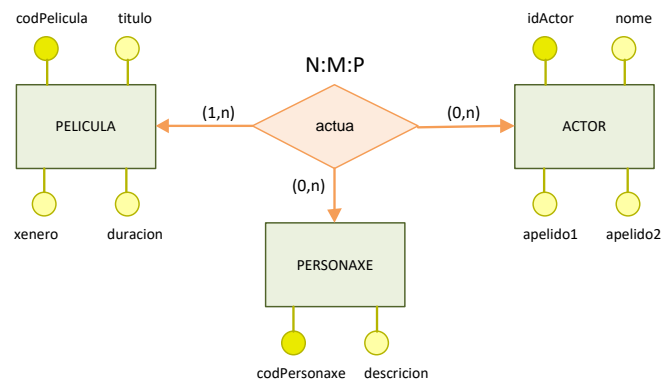 codPelicula titulo
idActor nome
N:M:P
PELICULA
(1,n)
actua
(0,n)
ACTOR
(0,n)
xenero duracion
apelido1 apelido2
PERSONAXE
codPersonaxe descricion